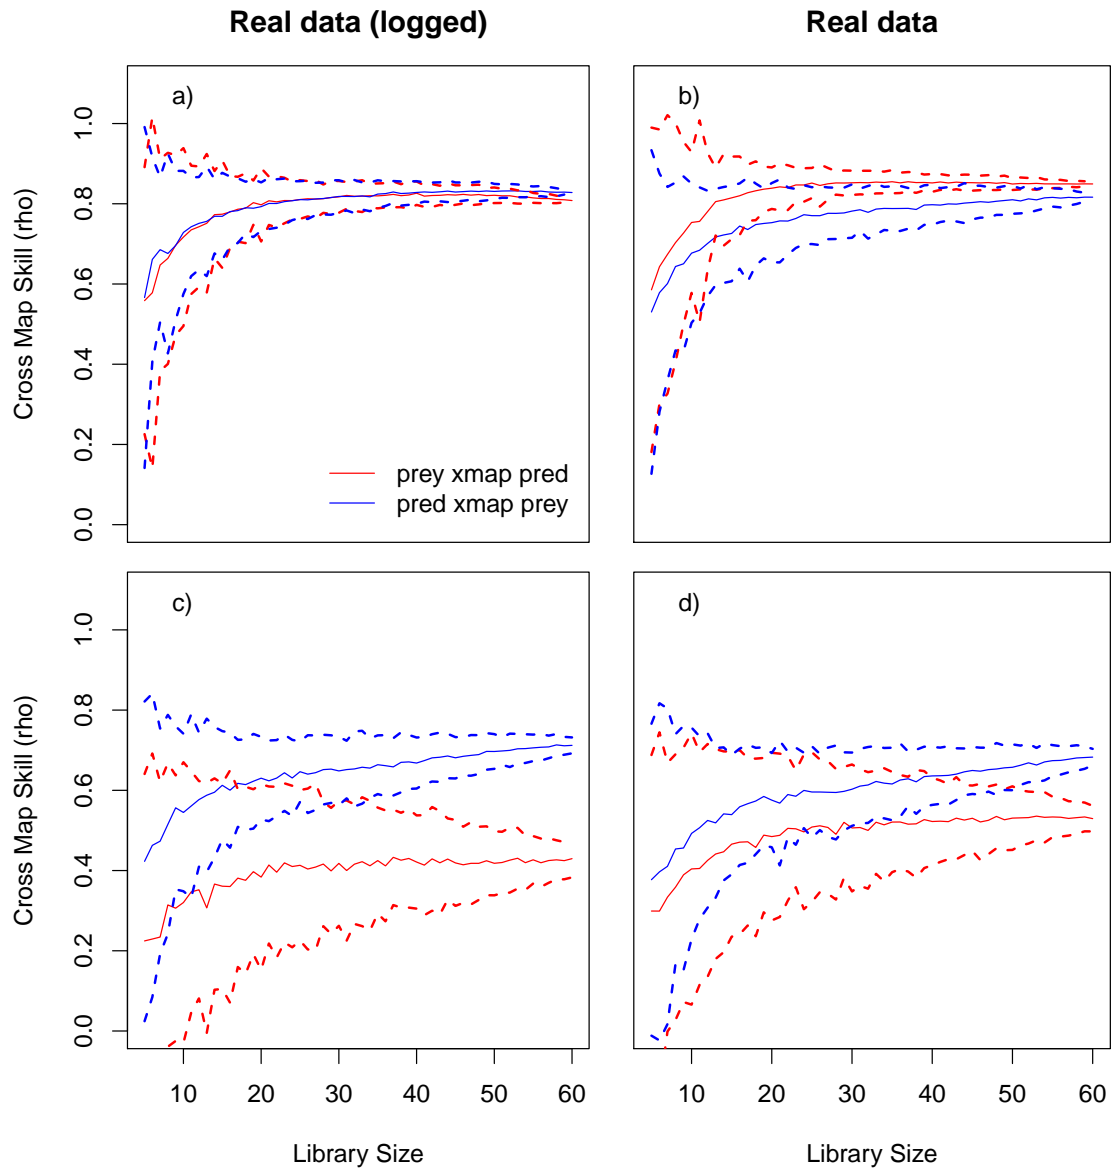 Real data (logged)
Real data
a)
b)
Cross Map Skill (rho)
1.0
0.8
0.6
0.4
0.2
0.0
prey xmap pred
pred xmap prey
c)
d)
Cross Map Skill (rho)
1.0
0.8
0.6
0.4
0.2
0.0
10 20 30 40 50 60
10 20 30 40 50 60
Library Size
Library Size